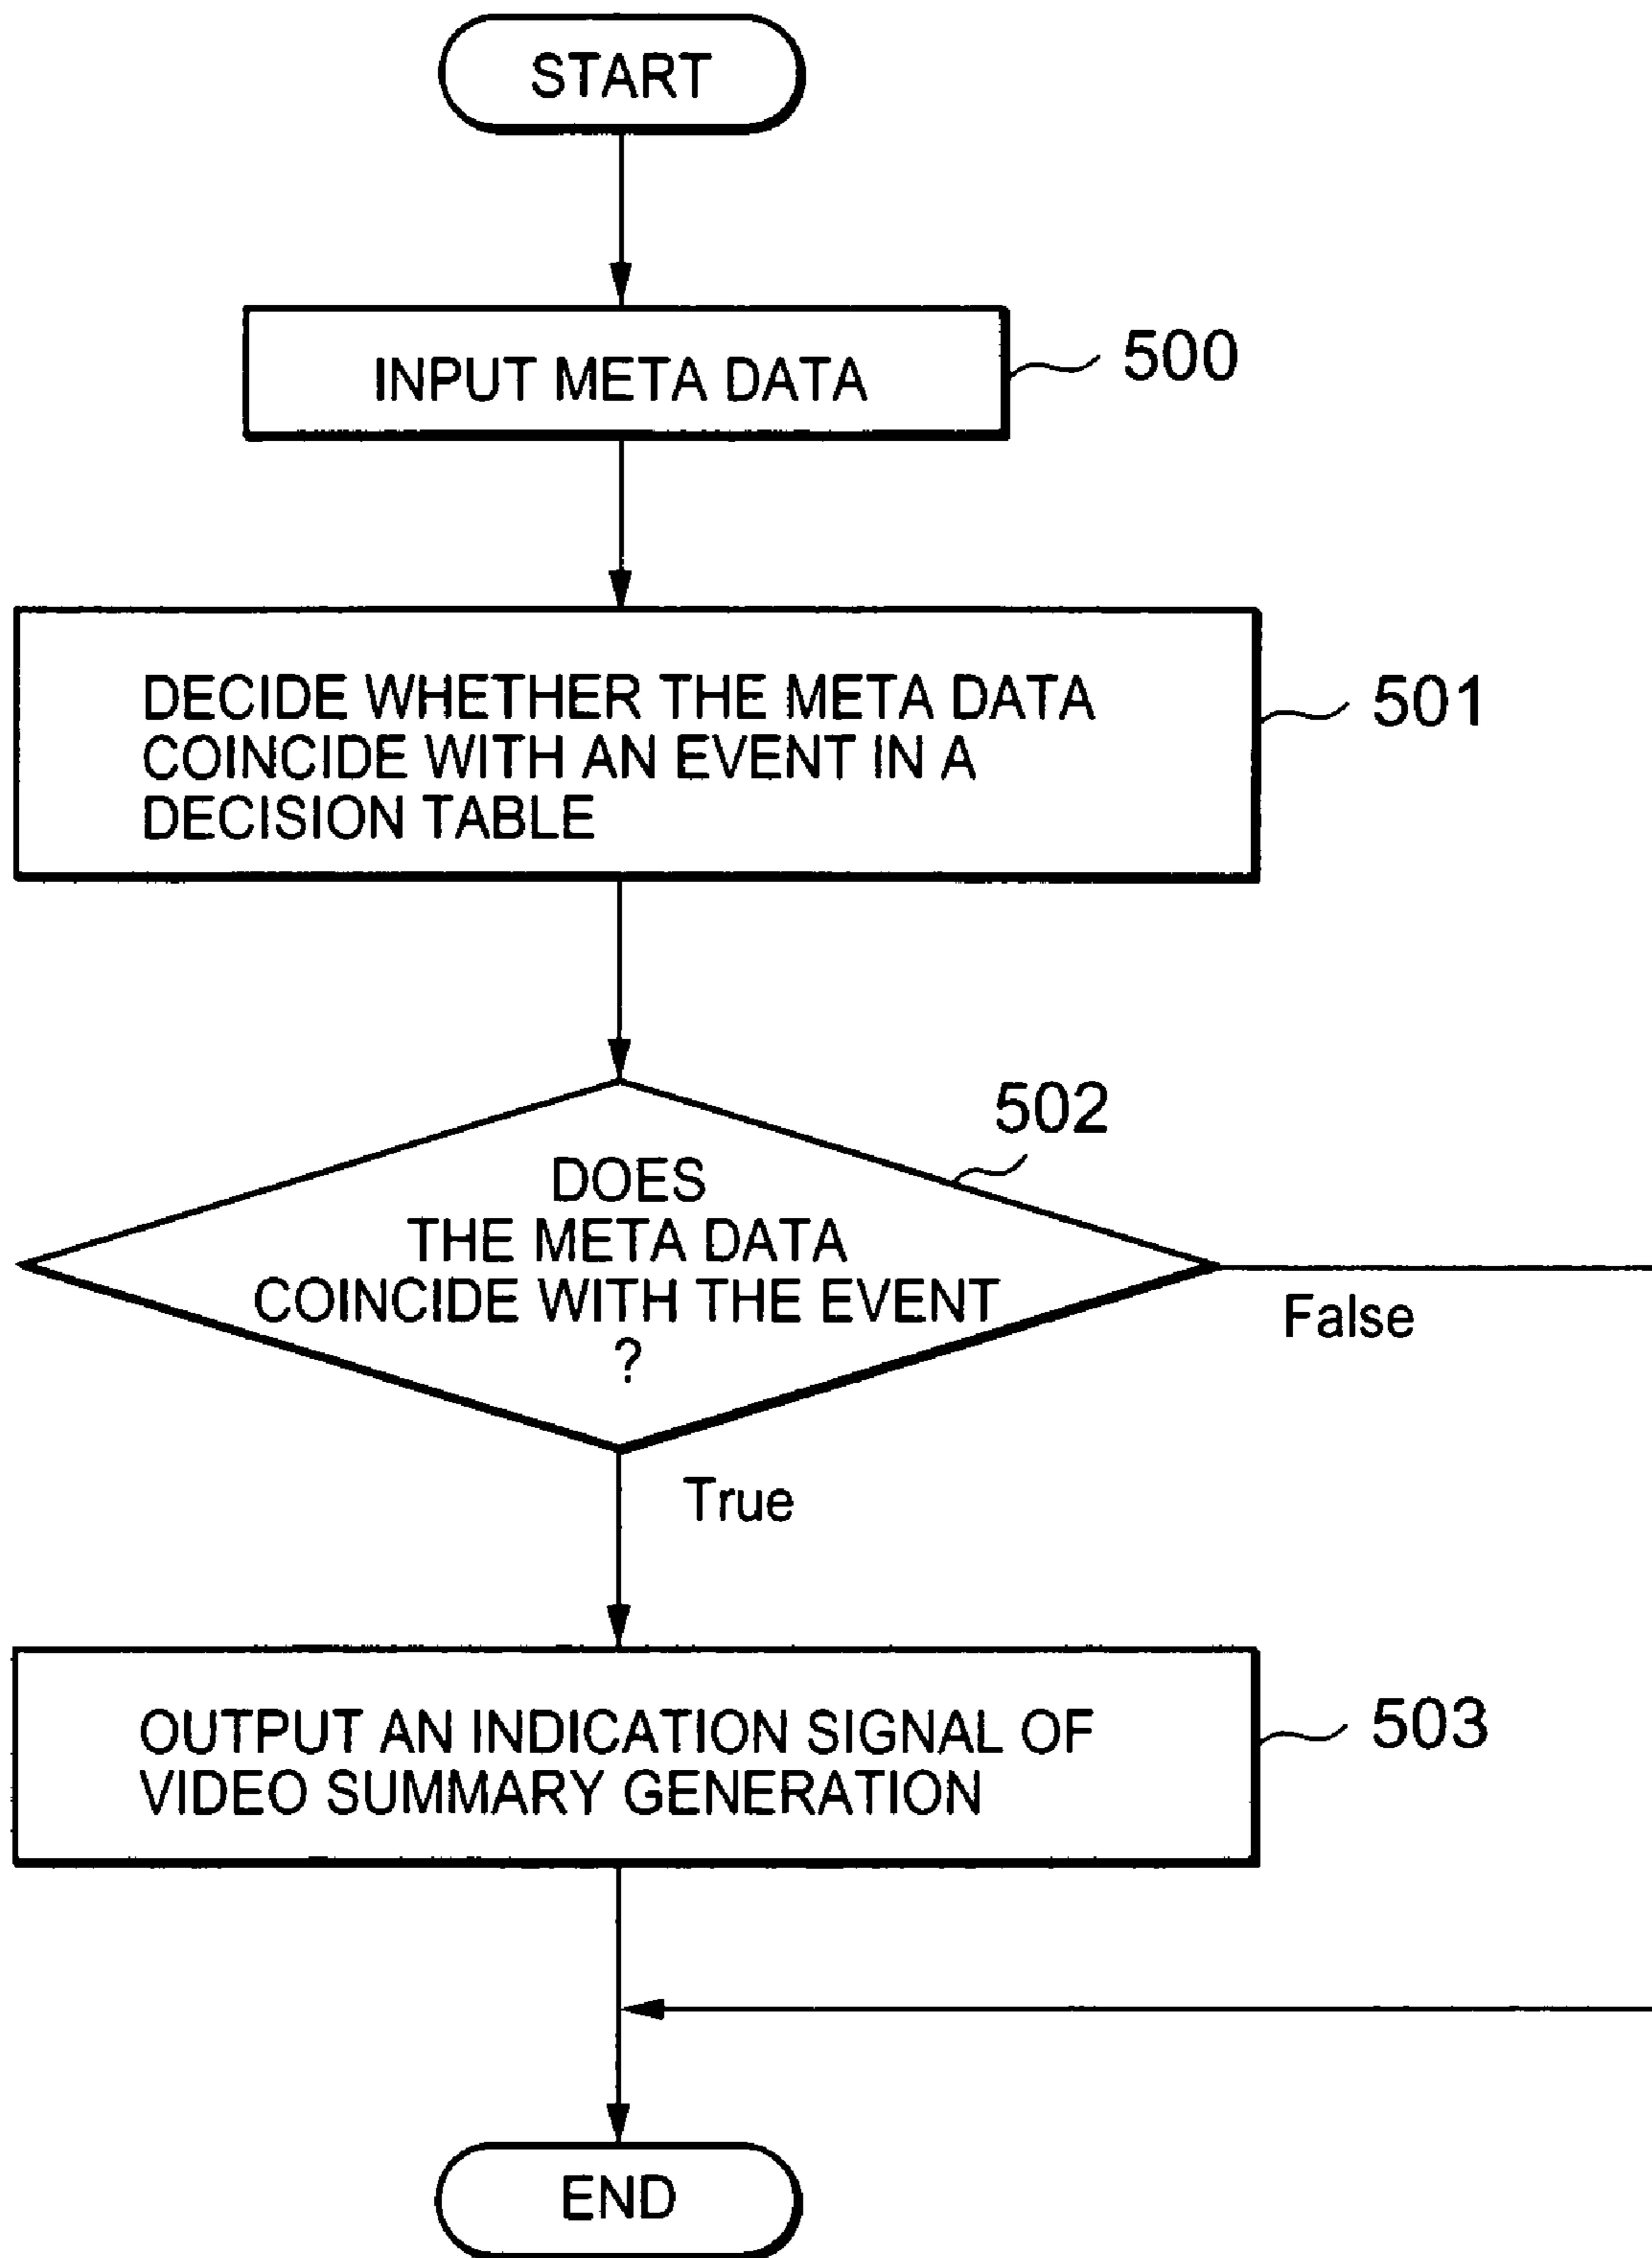 START
INPUT META DATA
500
DECIDE WHETHER THE META DATA
COINCIDE WITH AN EVENT IN A
DECISION TABLE
501
502
DOES
THE META DATA
COINCIDE WITH THE EVENT
?
False
True
OUTPUT AN INDICATION SIGNAL OF
VIDEO SUMMARY GENERATION
503
END